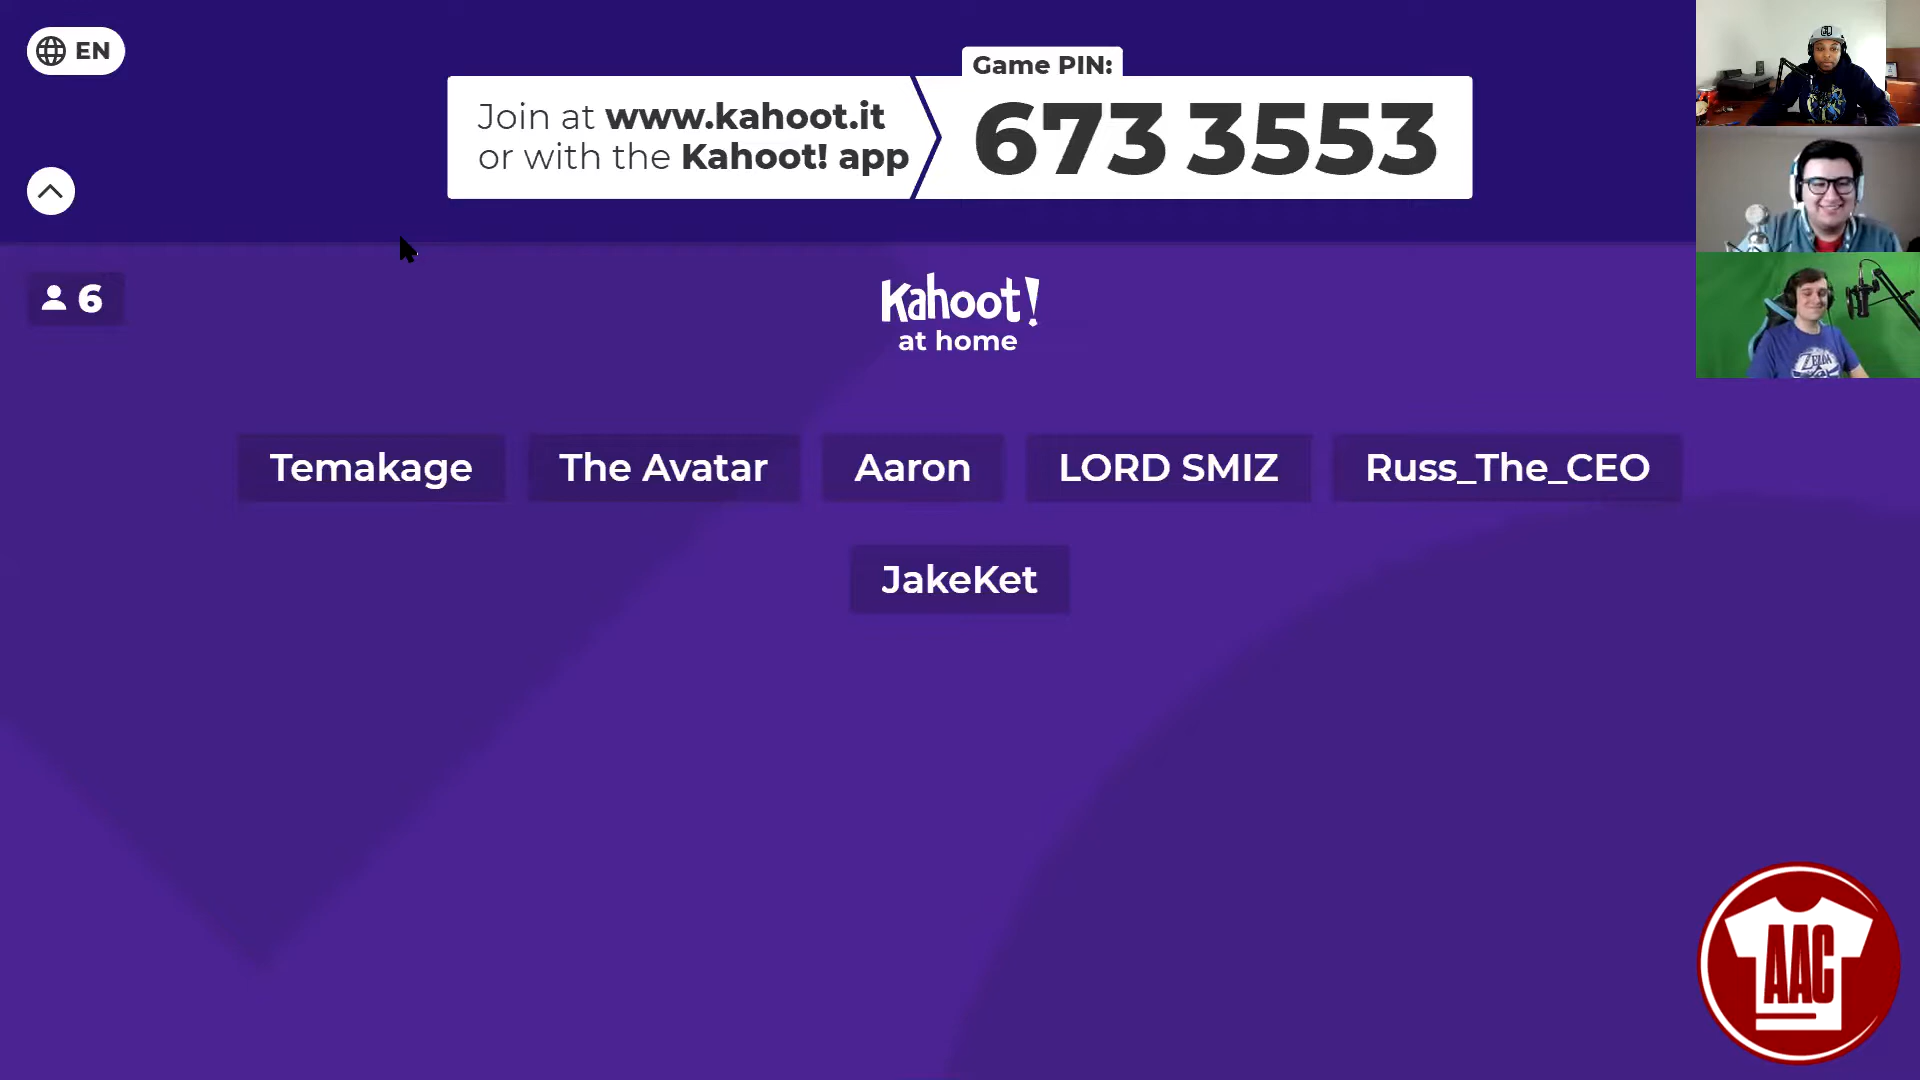 EN
Game PIN:
Join at www.kahoot.it
or with the Kahoot! app
673 3553
6
Kahoot!
at home
Temakage
The Avatar
Aaron
LORD SMIZ
Russ_The_CEO
JakeKet
ZELDA
AAC